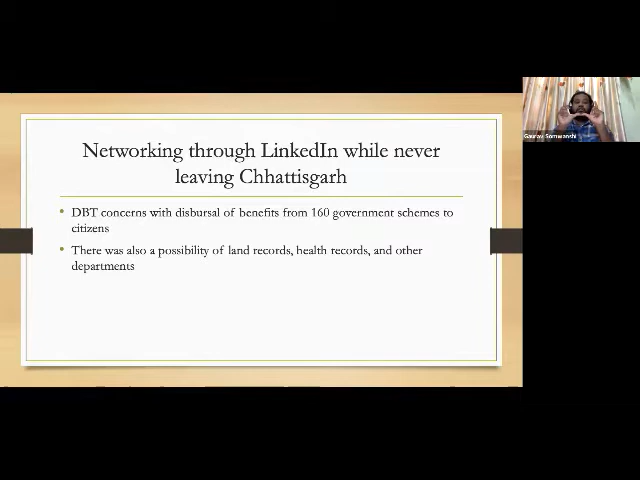 Networking through LinkedIn while never
leaving Chhattisgarh
• DBT concerns with disbursal of benefits from 160 government schemes to
citizens
• There was also a possibility of land records, health records, and other
departments
Gaurav Somwanshi